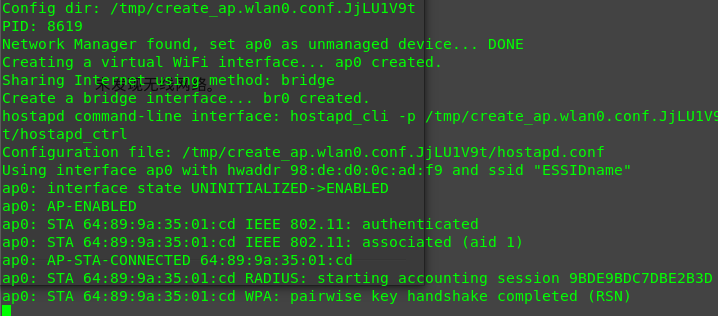 Config dir: /tmp/create_ap.wlan0.conf.JjLU1V9t
PID: 8619
Network Manager found, set ap0 as unmanaged device... DONE
Creating a virtual WiFi interface... ap0 created.
Sharing Internet using method: bridge
未发现无线网络。
Create a bridge interface... br0 created.
hostapd command-line interface: hostapd_cli -p /tmp/create_ap.wlan0.conf.JjLU1V9
t/hostapd_ctrl
Configuration file: /tmp/create_ap.wlan0.conf.JjLU1V9t/hostapd.conf
Using interface ap0 with hwaddr 98:de:d0:0c:ad:f9 and ssid "ESSIDname"
ap0: interface state UNINITIALIZED->ENABLED
ap0: AP-ENABLED
ap0: STA 64:89:9a:35:01:cd IEEE 802.11: authenticated
ap0: STA 64:89:9a:35:01:cd IEEE 802.11: associated (aid 1)
ap0: AP-STA-CONNECTED 64:89:9a:35:01:cd
ap0: STA 64:89:9a:35:01:cd RADIUS: starting accounting session 9BDE9BDC7DBE2B3D
ap0: STA 64:89:9a:35:01:cd WPA: pairwise key handshake completed (RSN)